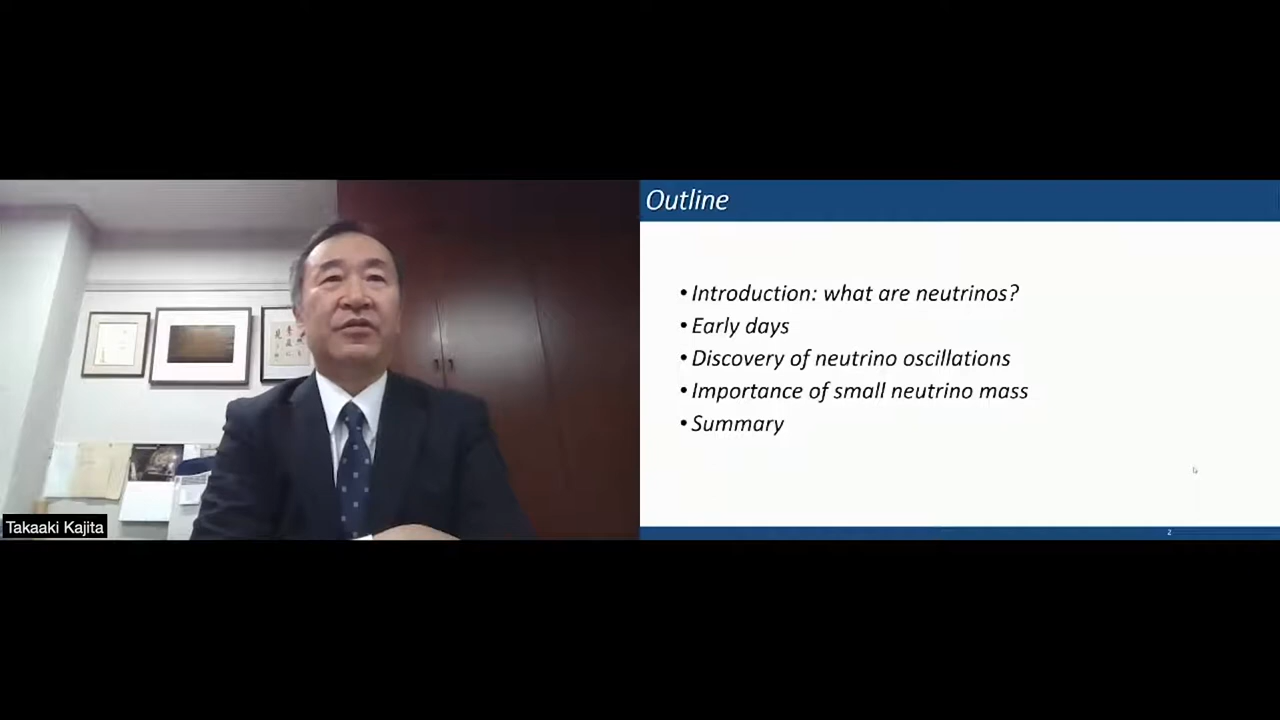 Takaaki Kajita
Outline
• Introduction: what are neutrinos?
• Early days
• Discovery of neutrino oscillations
• Importance of small neutrino mass
• Summary
2